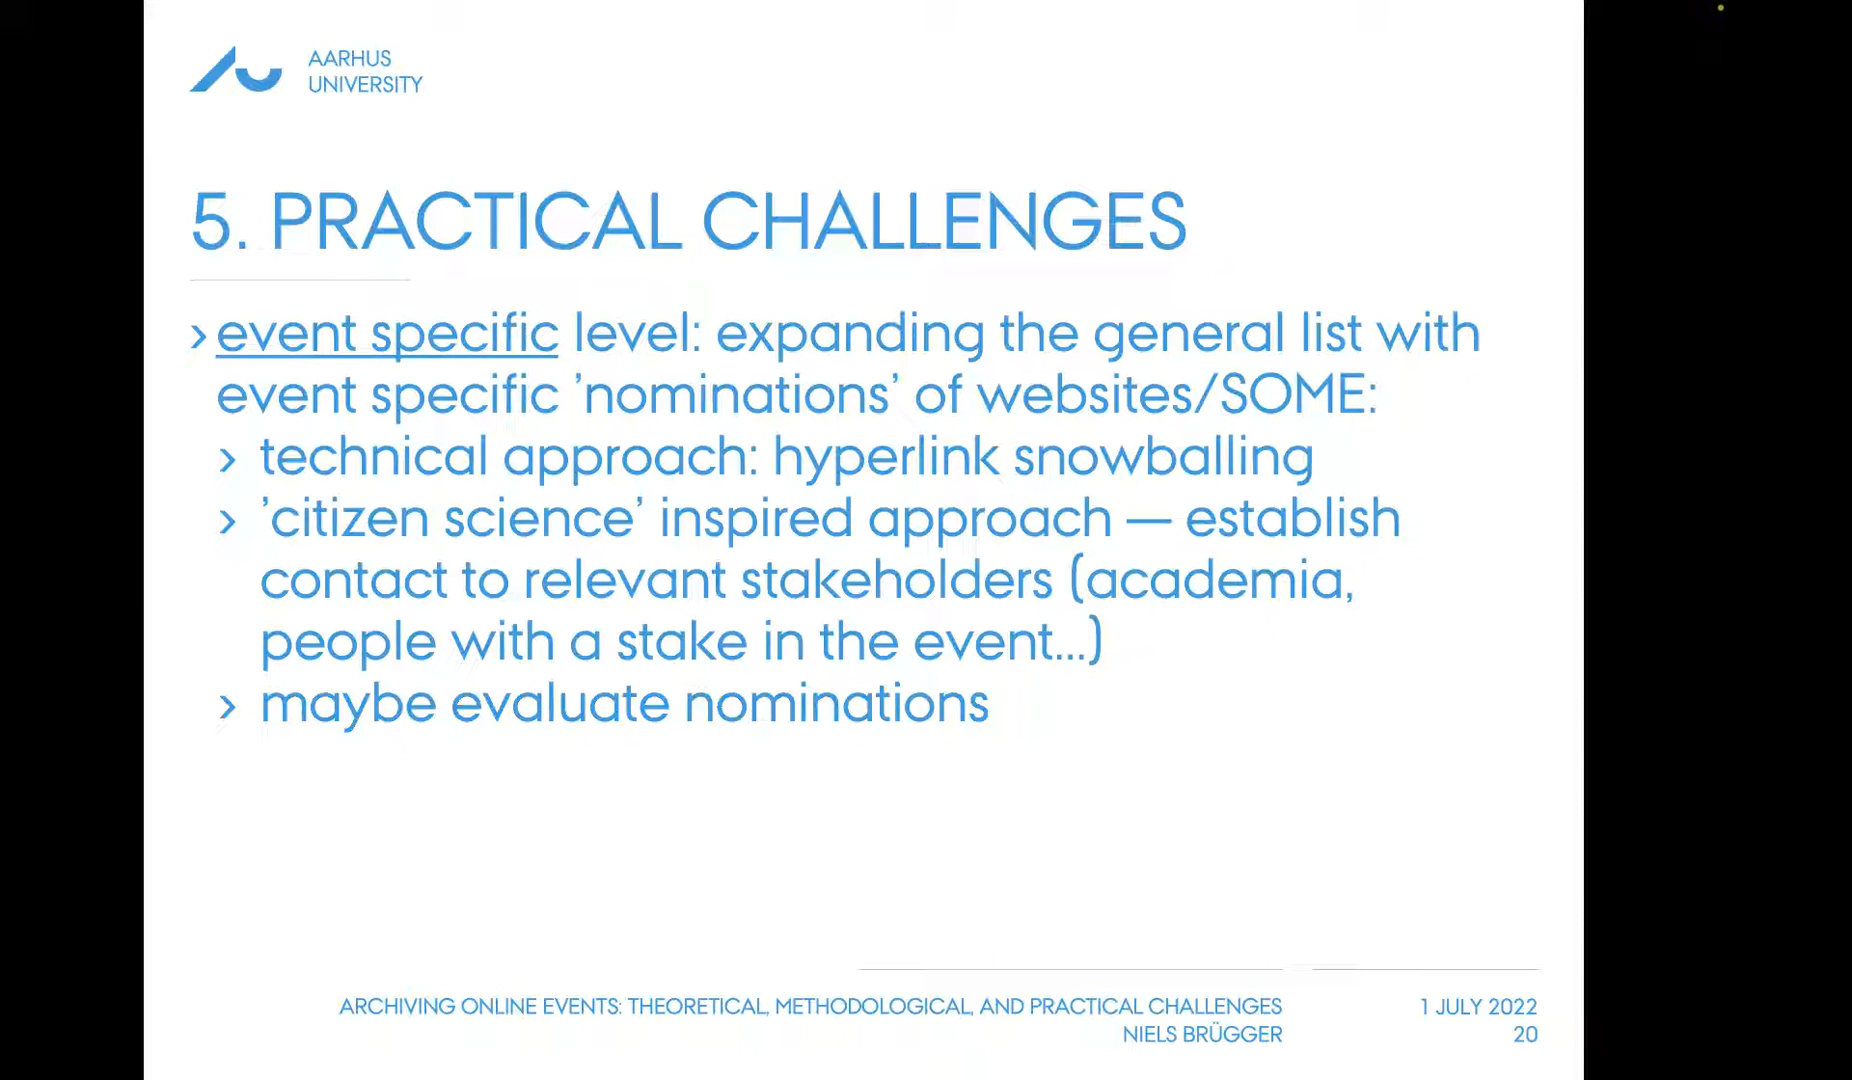 AARHUS
UNIVERSITY
5. PRACTICAL CHALLENGES
› event specific level: expanding the general list with
event specific ’nominations’ of websites/SOME:
› technical approach: hyperlink snowballing
› ’citizen science’ inspired approach — establish
contact to relevant stakeholders (academia,
people with a stake in the event...)
› maybe evaluate nominations
ARCHIVING ONLINE EVENTS: THEORETICAL, METHODOLOGICAL, AND PRACTICAL CHALLENGES
NIELS BRÜGGER
1 JULY 2022
20